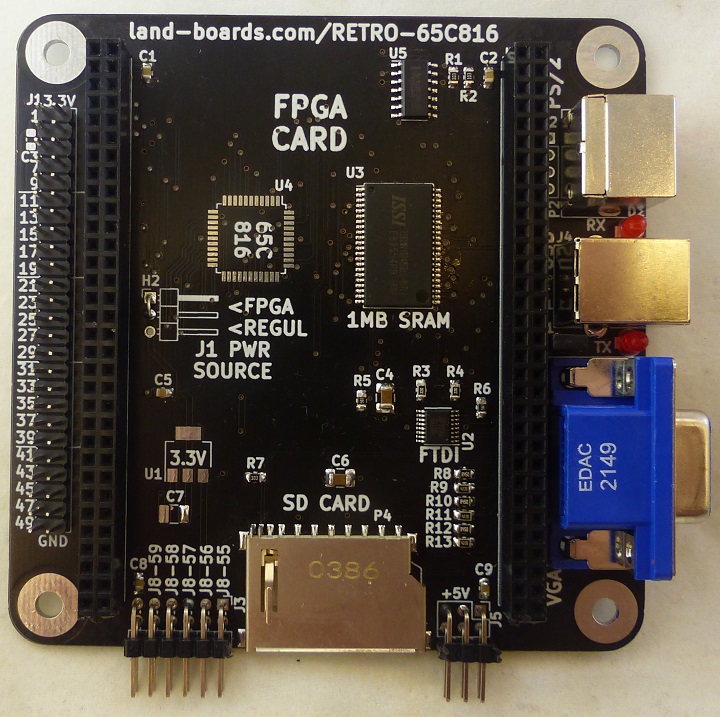 land-boards.com/RETRO-65C816
C1
U5
R1
C2
R2
PS/2
J1 3.3V
1
3
7
9
11
13
15
17
19
21
23
25
27
29
31
33
35
37
39
41
43
45
47
49
GND
FPGA
CARD
U4
65C
816
U3
ISSI
1MB SRAM
P2
RX
J4
TX
H2
<FPGA
<REGUL
J1 PWR
SOURCE
C5
R5
C4
R3
R4
R6
U2
FTDI
EDAC
2149
VGA
U1
3.3V
C7
R7
C6
SD CARD
P4
R8
R9
R10
R11
R12
R13
0386
C8
J8-59
J8-58
J8-57
J8-56
J8-55
J3
+5V
C9
J5